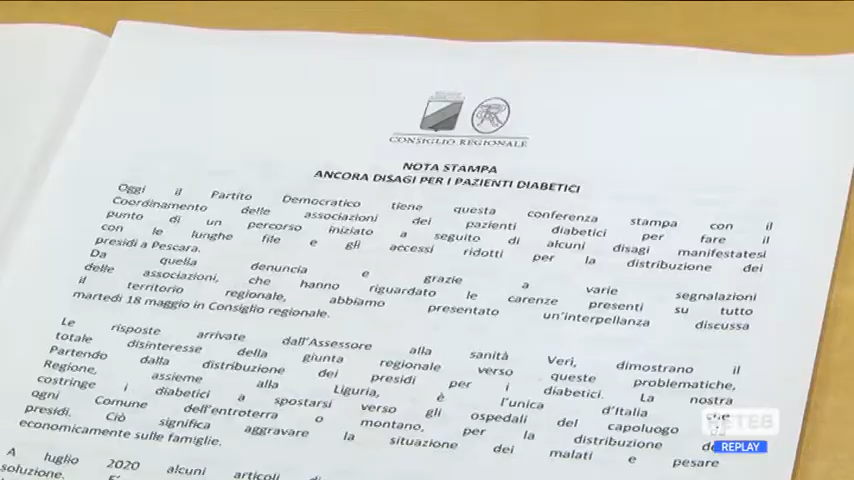 CONSIGLIO REGIONALE
NOTA STAMPA
ANCORA DISAGI PER I PAZIENTI DIABETICI
Oggi il Partito Democratico tiene questa conferenza stampa con il
Coordinamento delle associazioni dei pazienti diabetici per fare il
punto di un percorso iniziato a seguito di alcuni disagi manifestatesi
con le lunghe file e gli accessi ridotti per la distribuzione dei
presidi a Pescara.
Da quella denuncia e grazie a varie segnalazioni
delle associazioni, che hanno riguardato le carenze presenti su tutto
il territorio regionale, abbiamo presentato un'interpellanza discussa
martedi 18 maggio in Consiglio regionale.
Le risposte arrivate dall'Assessore alla sanità Verì, dimostrano il
totale disinteresse della giunta regionale verso queste problematiche,
Partendo dalla distribuzione dei presidi per i diabetici. La nostra
Regione, assieme alla Liguria, è l'unica d'Italia che
costringe i diabetici a spostarsi verso gli ospedali del capoluogo
ogni Comune dell'entroterra o montano, per la distribuzione
presidi. Ciò significa aggravare la situazione dei malati e pesare
economicamente sulle famiglie.
A luglio 2020 alcuni articoli
soluzione.
RETE8
REPLAY